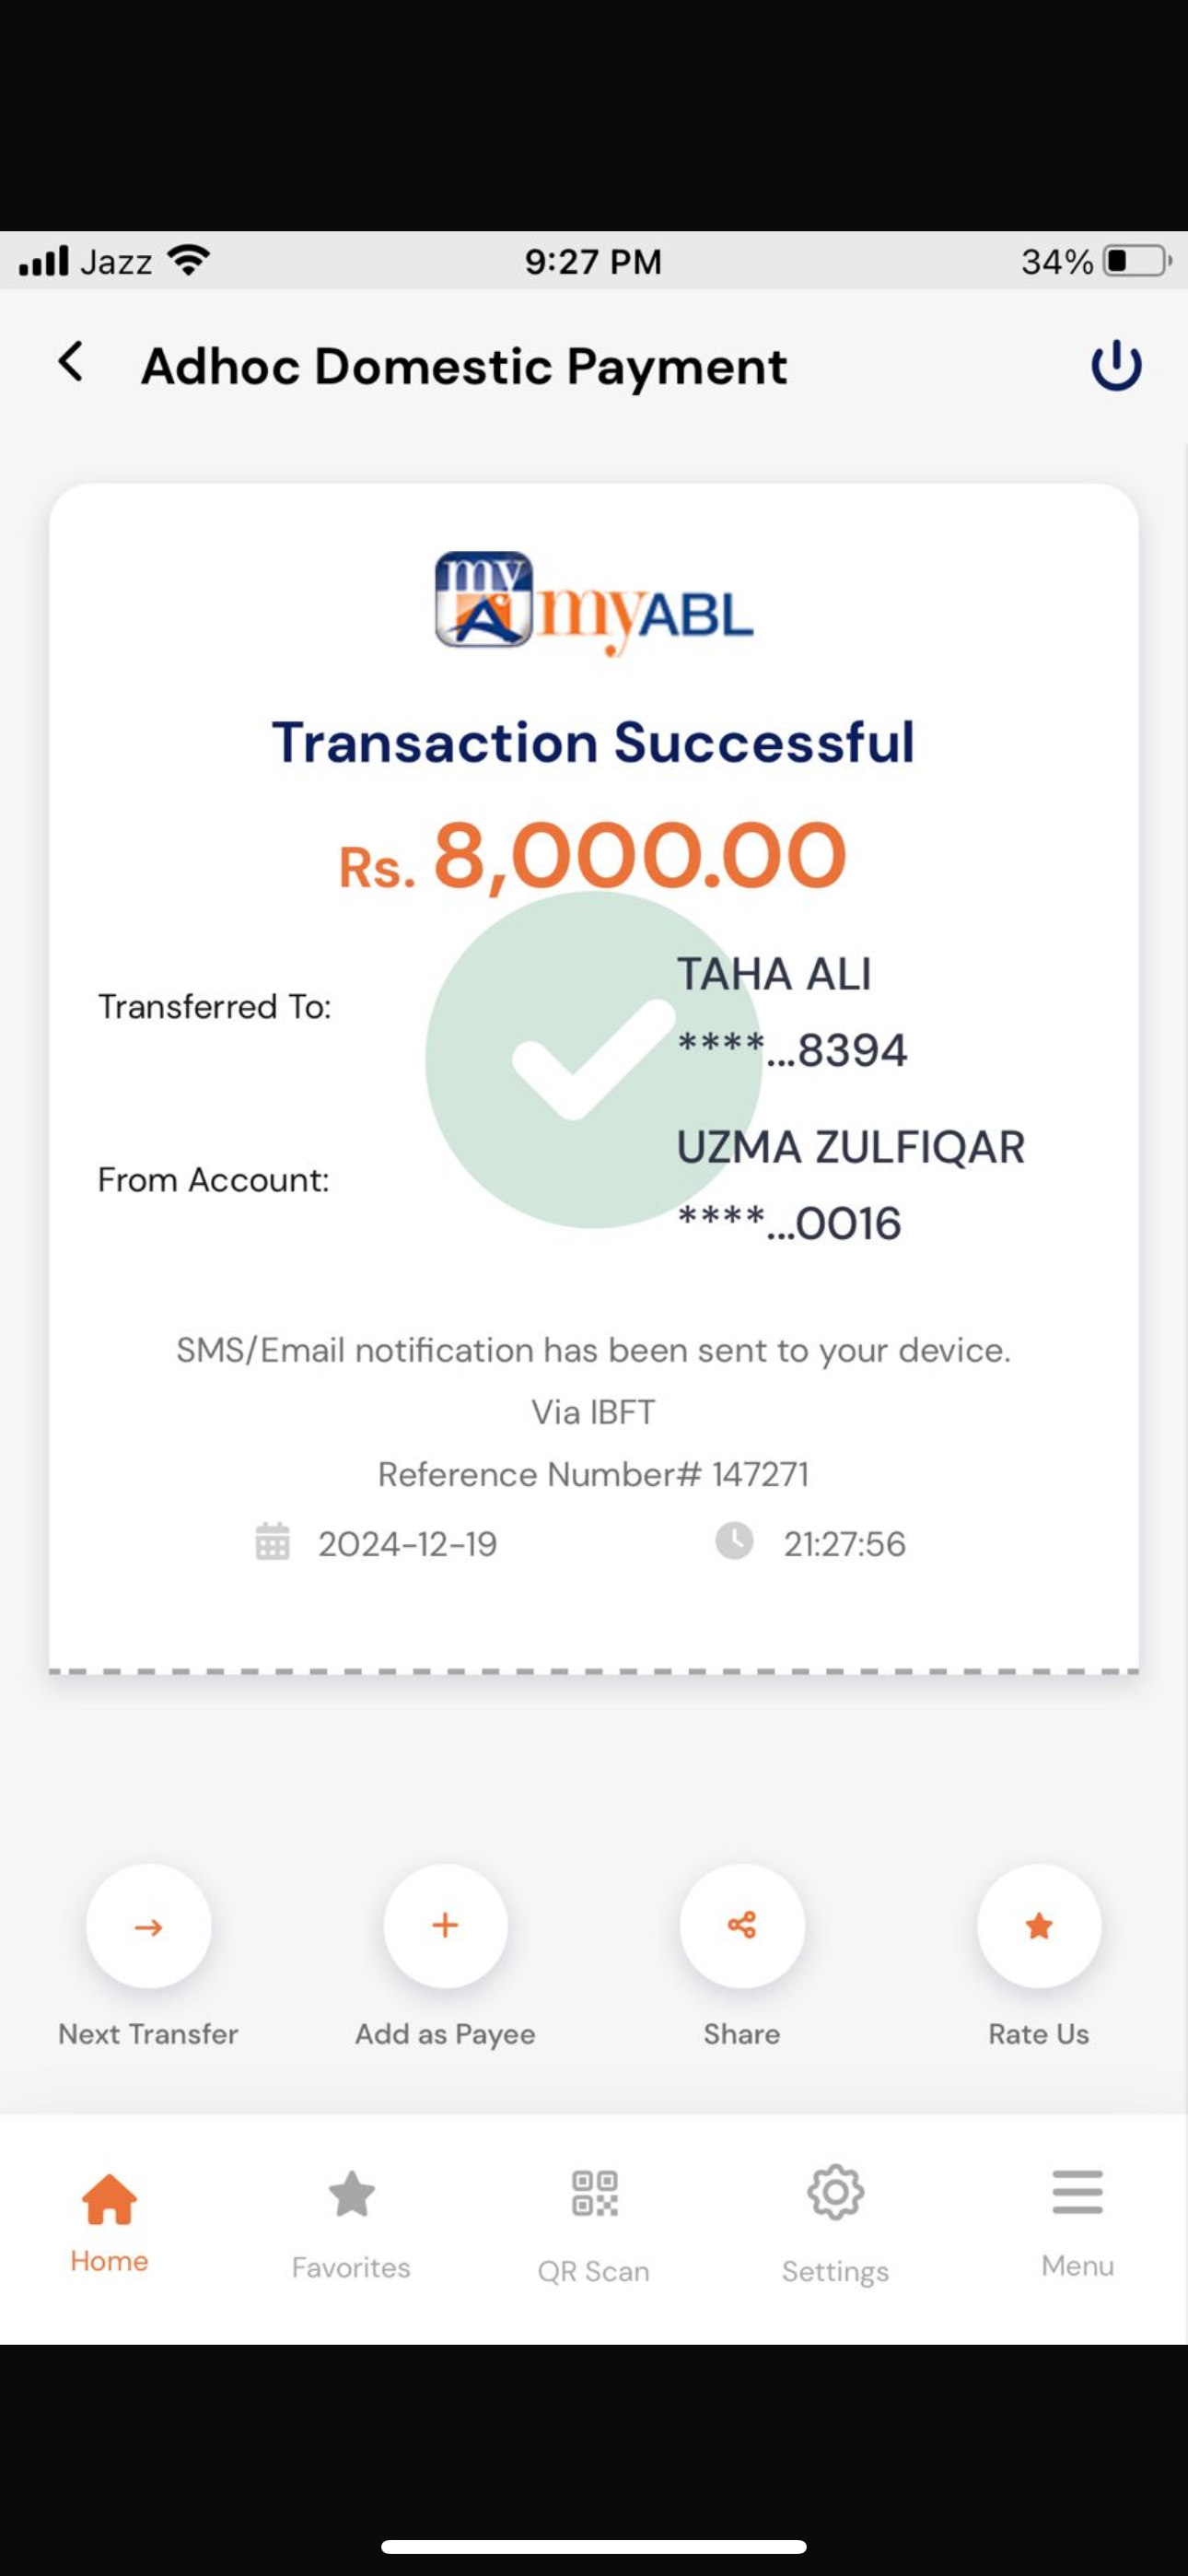 Jazz 9:27 PM 34%
Adhoc Domestic Payment
my myABL
Transaction Successful
Rs. 8,000.00
Transferred To:
TAHA ALI
****...8394
From Account:
UZMA ZULFIQAR
****...0016
SMS/Email notification has been sent to your device.
Via IBFT
Reference Number# 147271
2024-12-19 21:27:56
Next Transfer Add as Payee Share Rate Us
Home Favorites QR Scan Settings Menu